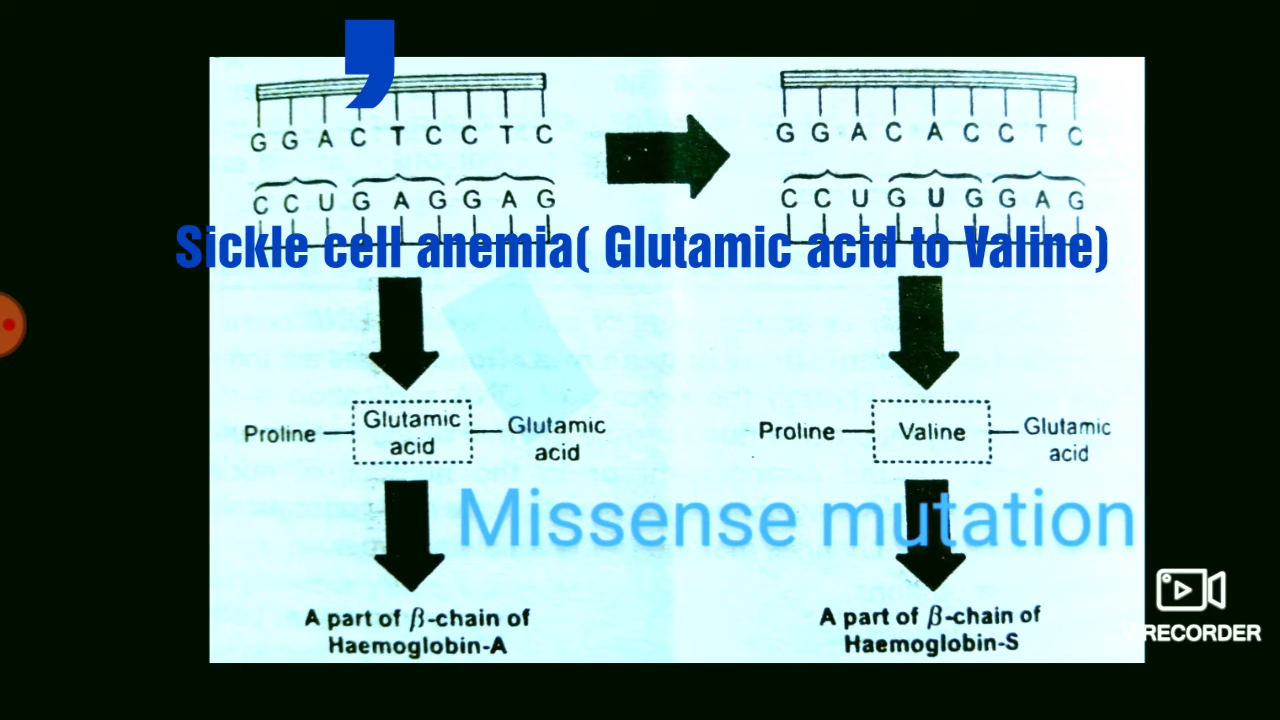 ,
G G A C T C C T C
G G A C A C C T C
C C U G A G G A G
C C U G U G G A G
Sickle cell anemia( Glutamic acid to Valine)
Proline
Glutamic
acid
Glutamic
acid
Proline
Valine
Glutamic
acid
Missense mutation
A part of β-chain of
Haemoglobin-A
A part of β-chain of
Haemoglobin-S
RECORDER